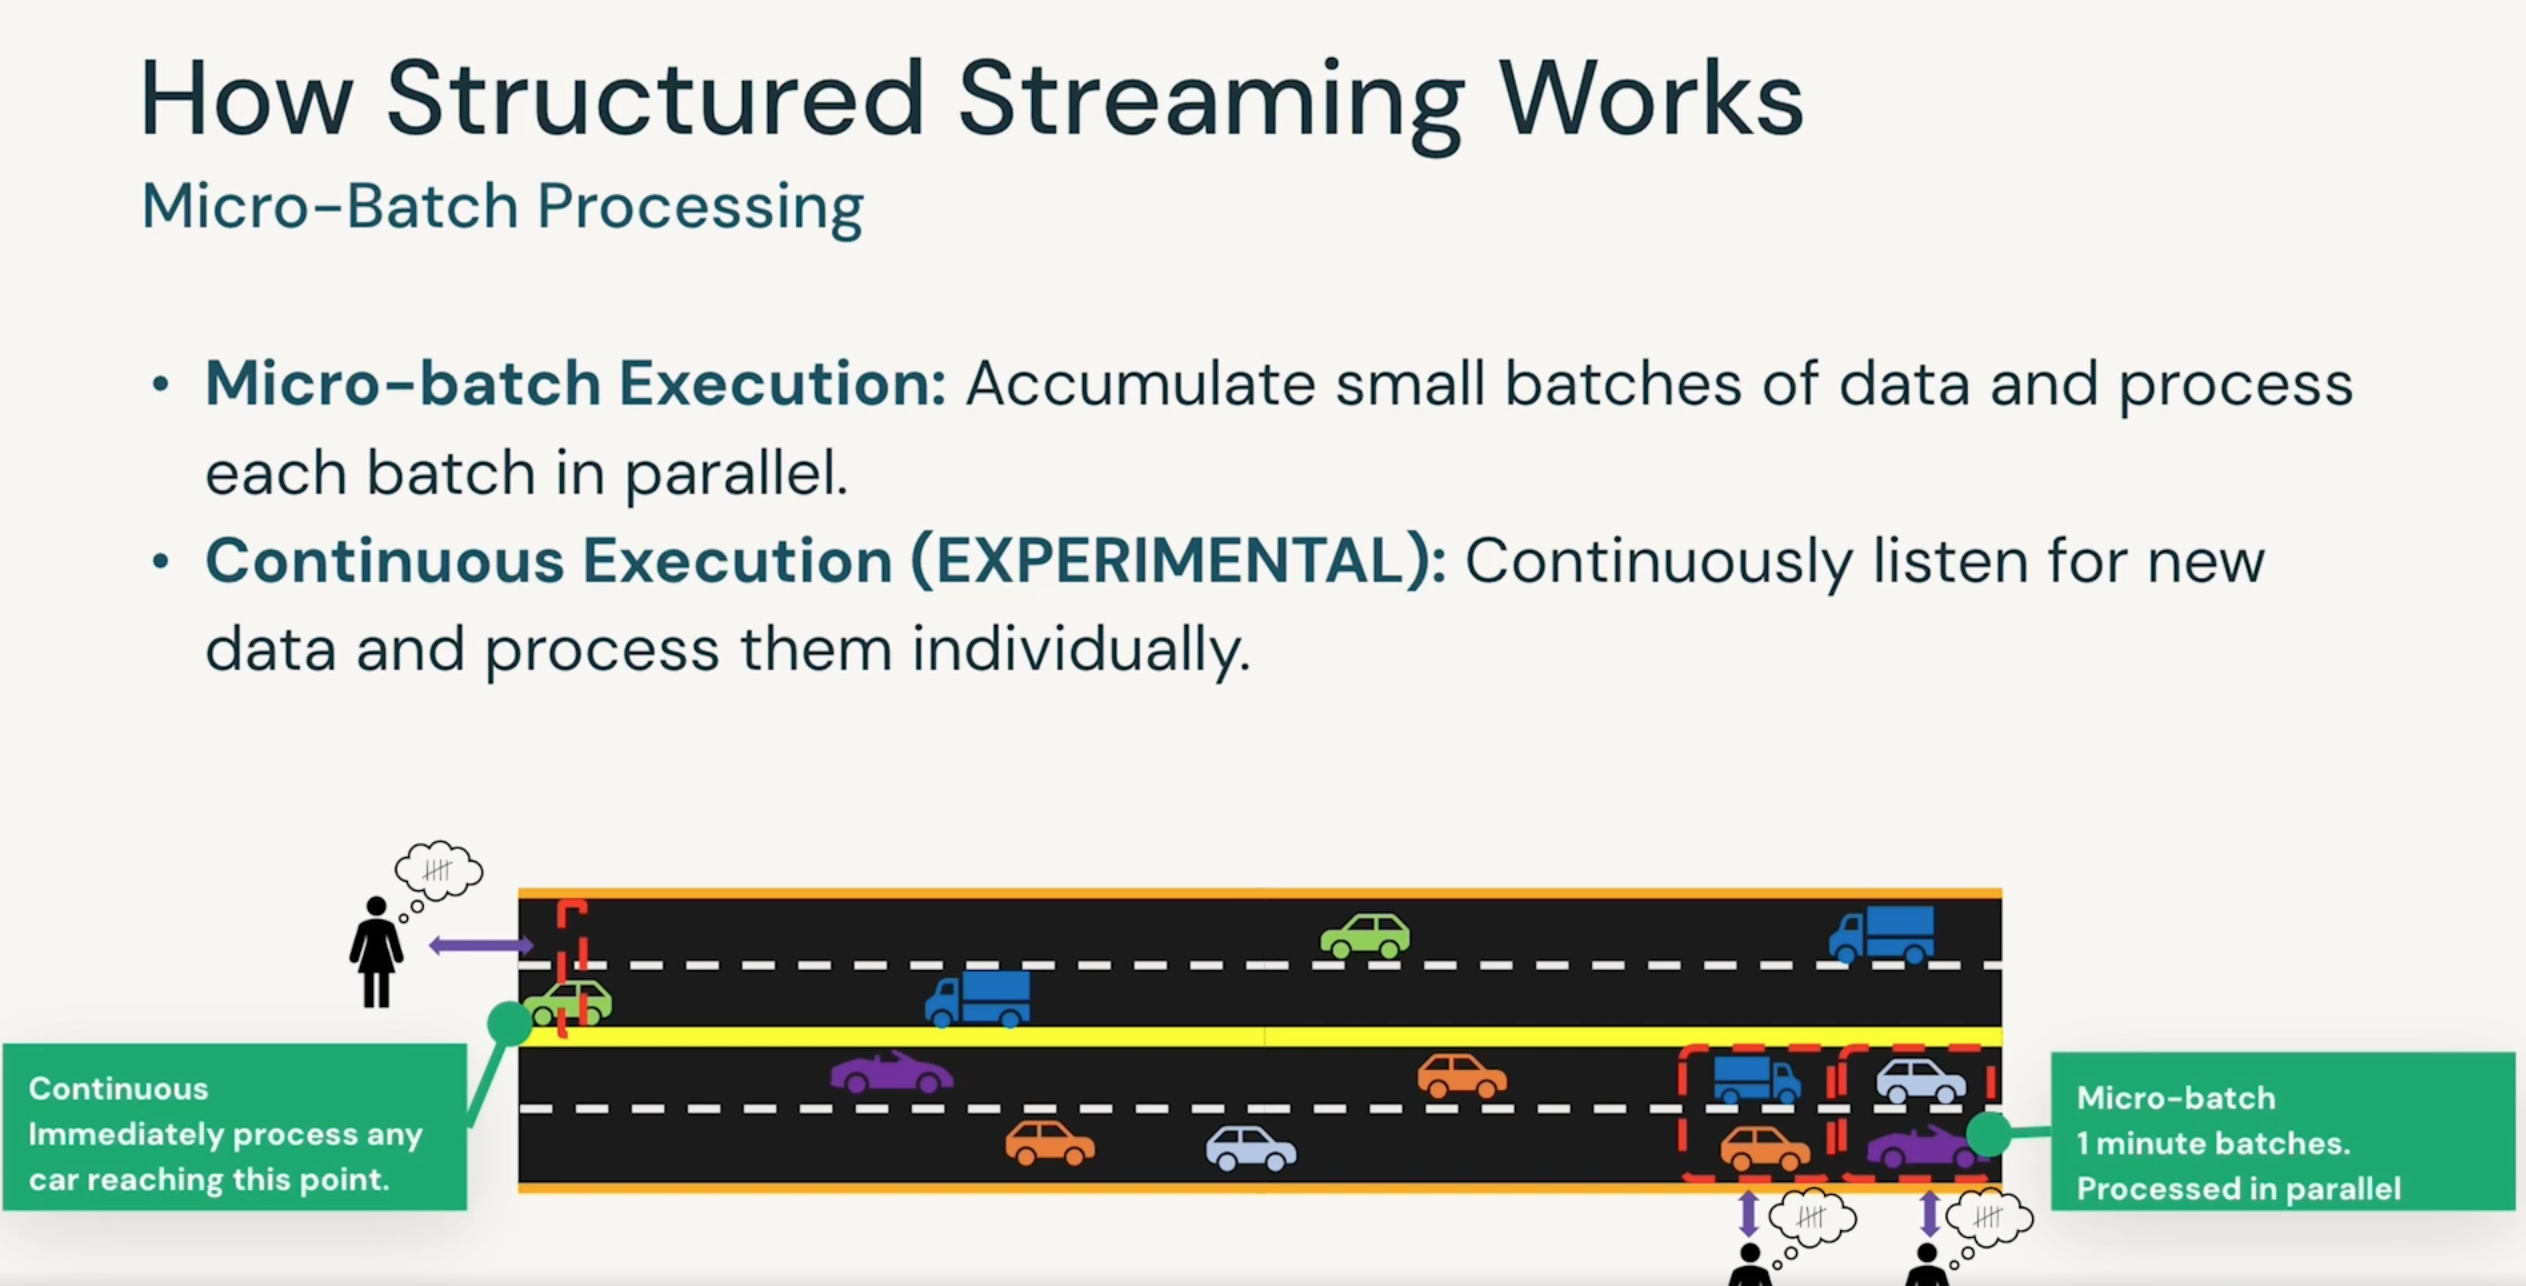 How Structured Streaming Works
Micro-Batch Processing
• Micro-batch Execution: Accumulate small batches of data and process
each batch in parallel.
• Continuous Execution (EXPERIMENTAL): Continuously listen for new
data and process them individually.
Continuous
Immediately process any
car reaching this point.
Micro-batch
1 minute batches.
Processed in parallel